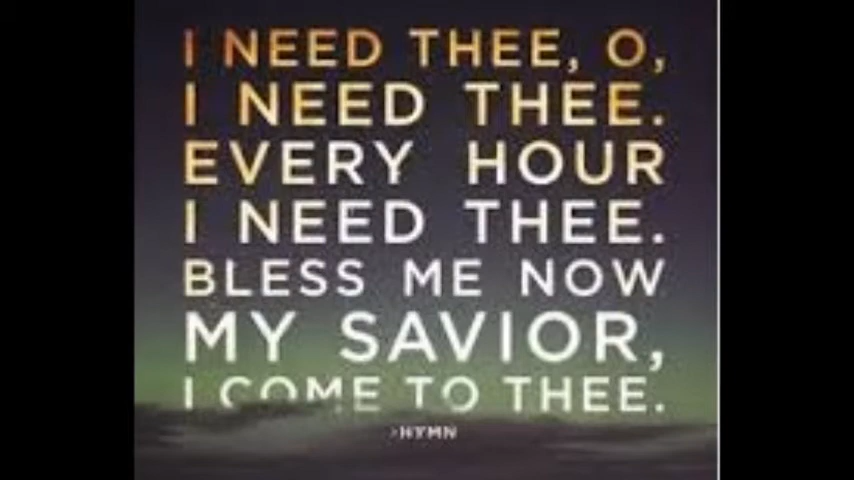 I NEED THEE, O,
I NEED THEE.
EVERY HOUR
I NEED THEE.
BLESS ME NOW
MY SAVIOR,
I COME TO THEE.
>HYMN